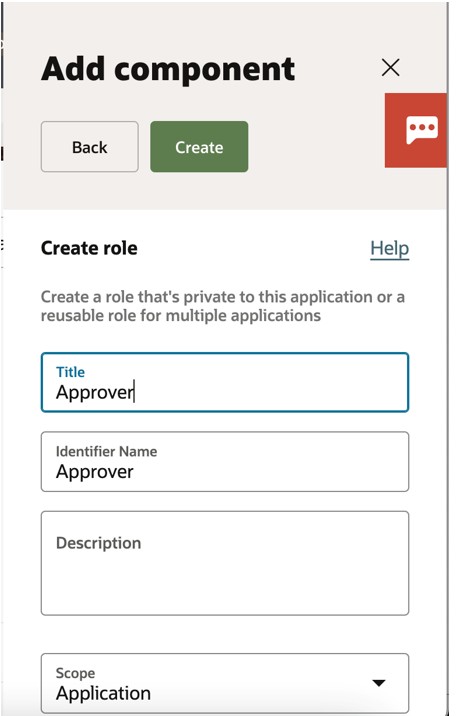 Add component
Back
Create
Create role
Help
Create a role that's private to this application or a
reusable role for multiple applications
Title
Approver
Identifier Name
Approver
Description
Scope
Application